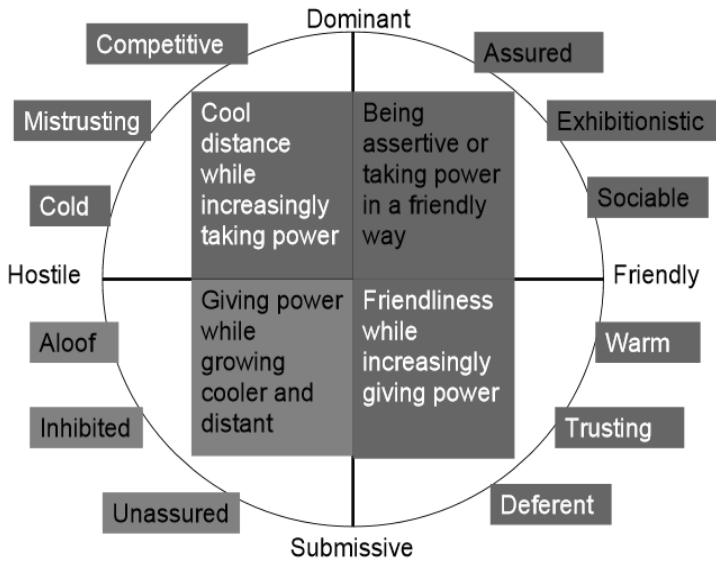 Dominant
Competitive
Assured
Mistrusting
Exhibitionistic
Cold
Sociable
Cool
distance
while
increasingly
taking power
Being
assertive or
taking power
in a friendly
way
Hostile
Friendly
Giving power
while
growing
cooler and
distant
Friendliness
while
increasingly
giving power
Aloof
Warm
Inhibited
Trusting
Unassured
Deferent
Submissive